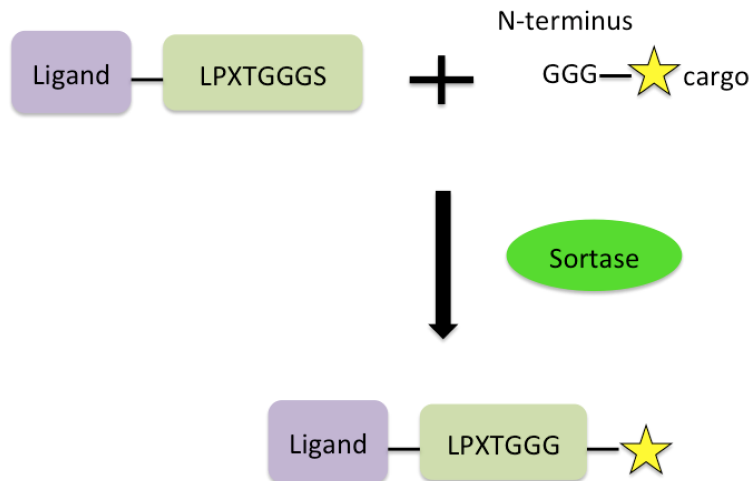 N-terminus
Ligand
LPXTGGGS
GGG
cargo
Sortase
Ligand
LPXTGGG